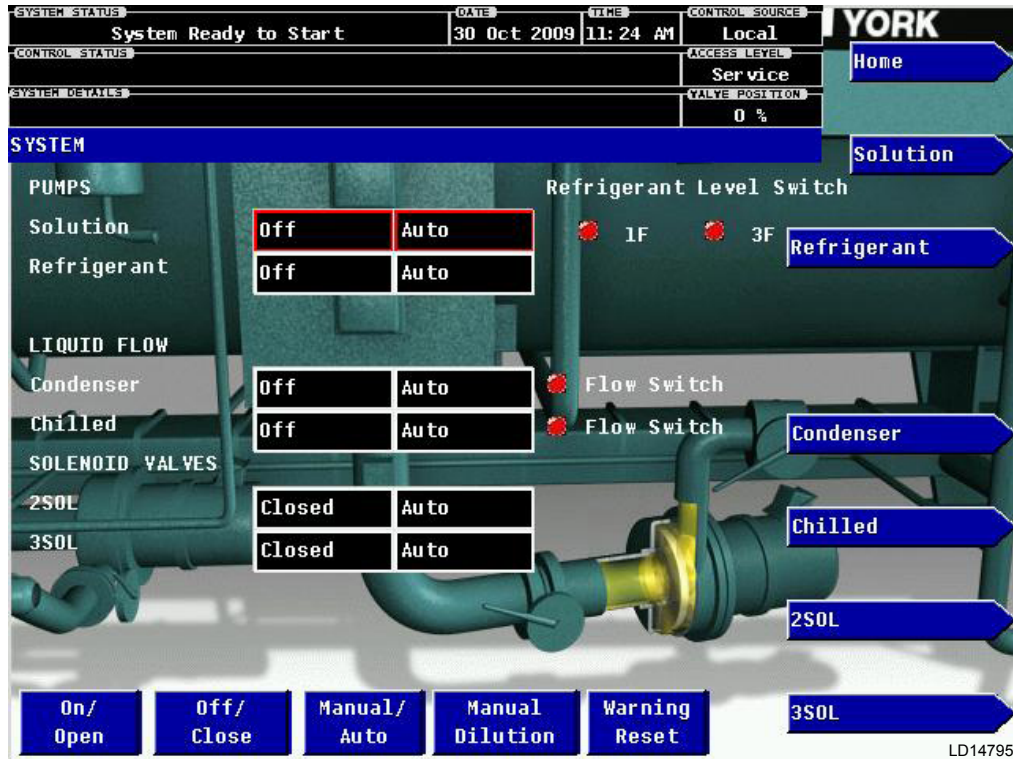 SYSTEM STATUS
System Ready to Start
DATE
30 Oct 2009
TIME
11:24 AM
CONTROL SOURCE
Local
YORK
CONTROL STATUS
ACCESS LEVEL
Service
Home
SYSTEM DETAILS
VALVE POSITION
0 %
SYSTEM
Solution
PUMPS
Refrigerant Level Switch
Solution
Off
Auto
1F
3F
Refrigerant
Refrigerant
Off
Auto
LIQUID FLOW
Condenser
Off
Auto
Flow Switch
Chilled
Off
Auto
Flow Switch
Condenser
SOLENOID VALVES
2SOL
Closed
Auto
Chilled
3SOL
Closed
Auto
2SOL
On/
Open
Off/
Close
Manual/
Auto
Manual
Dilution
Warning
Reset
3SOL
LD14795